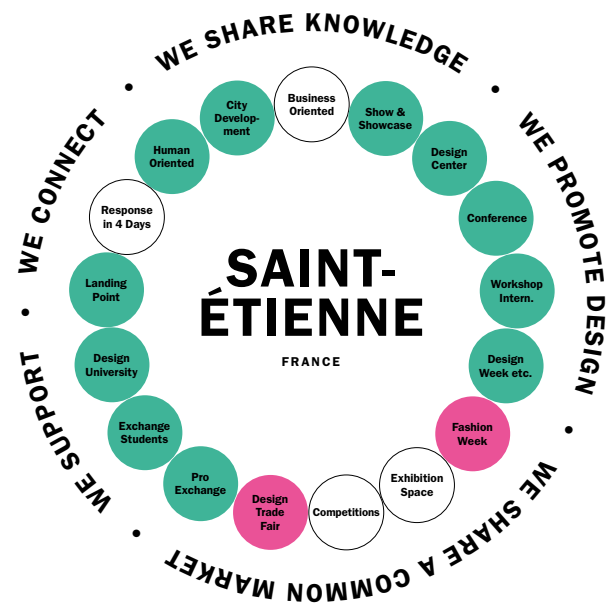 WE SHARE KNOWLEDGE
•
WE PROMOTE DESIGN
•
WE SHARE A COMMON MARKET
•
WE SUPPORT
•
WE CONNECT
•
Business
Oriented
Show &
Showcase
Design
Center
Conference
Workshop
Intern.
Design
Week etc.
Fashion
Week
Exhibition
Space
Competitions
Design
Trade
Fair
Pro
Exchange
Exchange
Students
Design
University
Landing
Point
Response
in 4 Days
Human
Oriented
City
Develop-
ment
SAINT-
ÉTIENNE
FRANCE